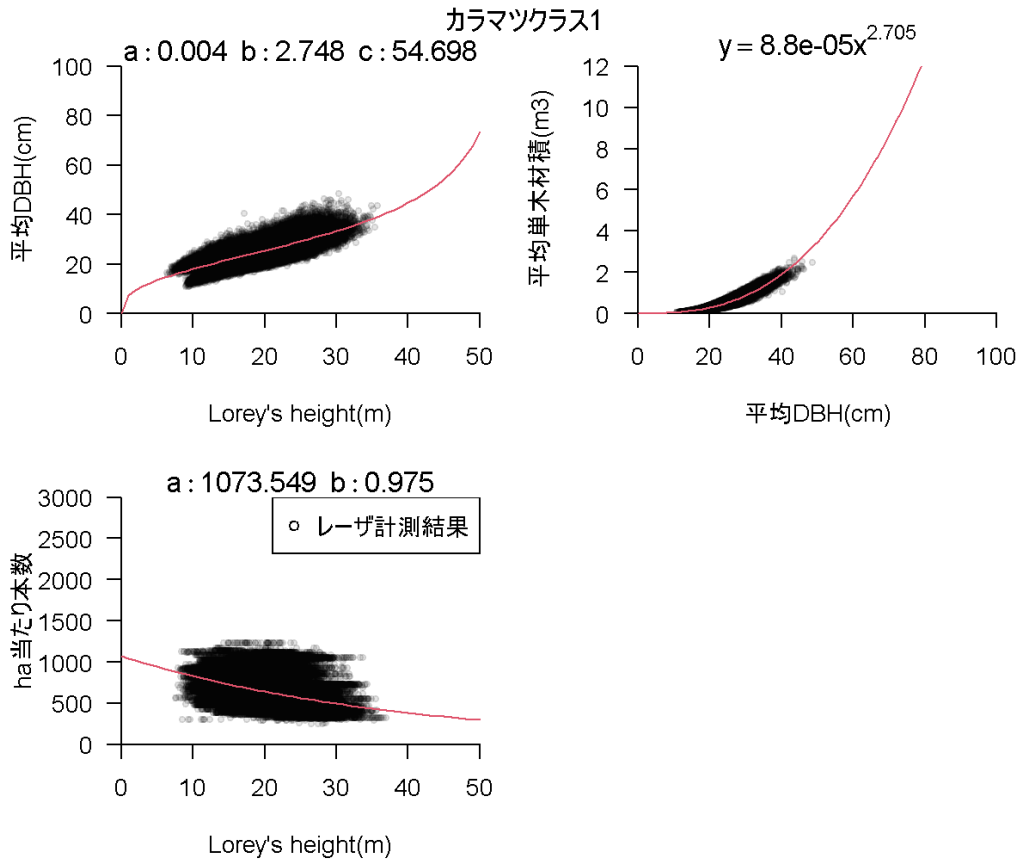 カラマツクラス1
a : 0.004 b : 2.748 c : 54.698
100
80
60
40
20
0
平均DBH(cm)
0 10 20 30 40 50
Lorey's height(m)
y = 8.8e-05x^2.705
12
10
8
6
4
2
0
平均単木材積(m3)
0 20 40 60 80 100
平均DBH(cm)
a : 1073.549 b : 0.975
3000
2500
2000
1500
1000
500
0
ha当たり本数
レーザ計測結果
0 10 20 30 40 50
Lorey's height(m)